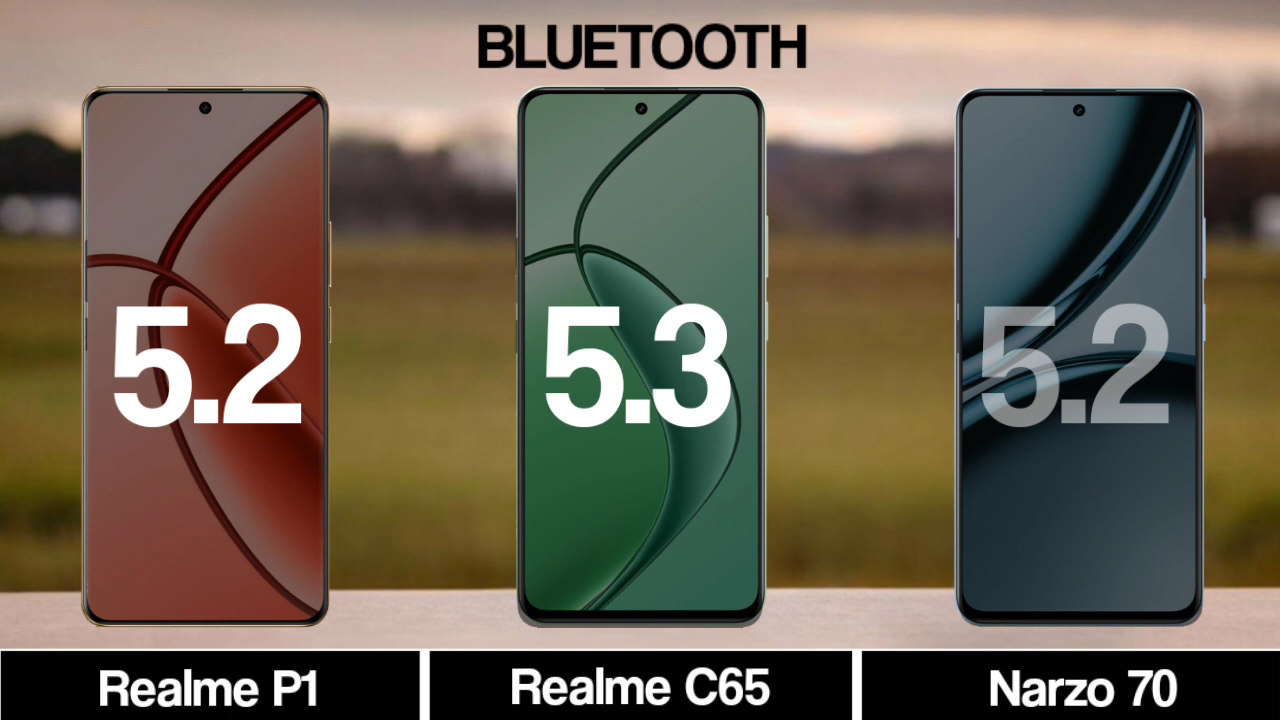 BLUETOOTH
5.2
5.3
5.2
Realme P1
Realme C65
Narzo 70